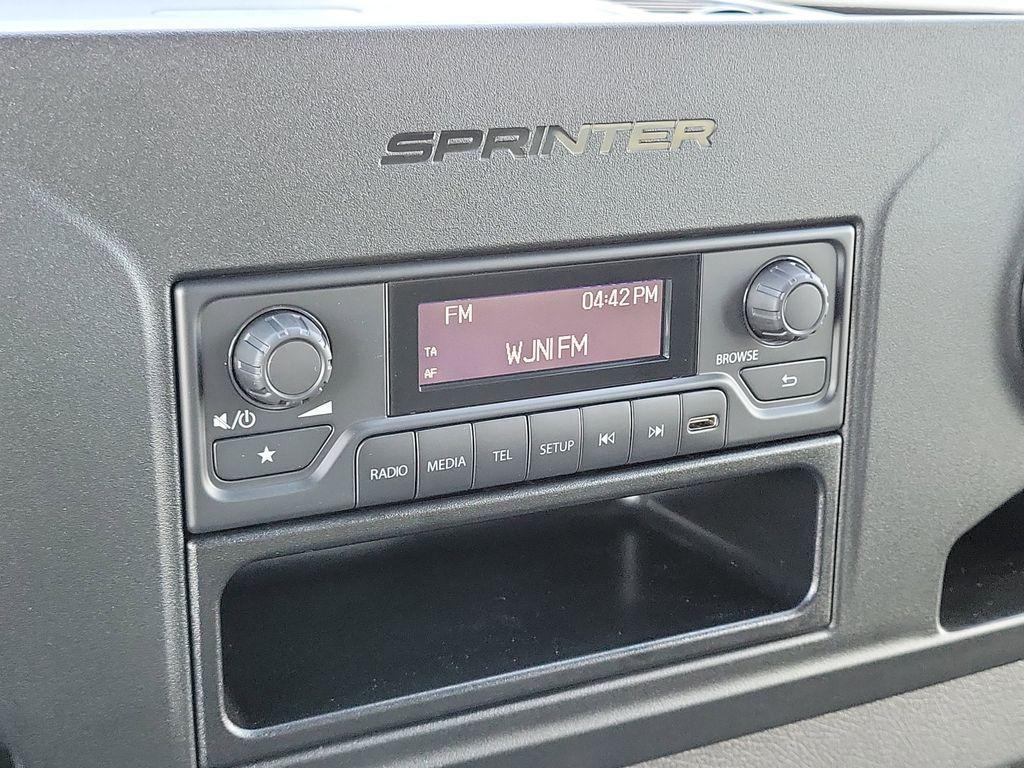 SPRINTER
FM 04:42 PM
TA
WJNI FM
AF
BROWSE
RADIO MEDIA TEL SETUP